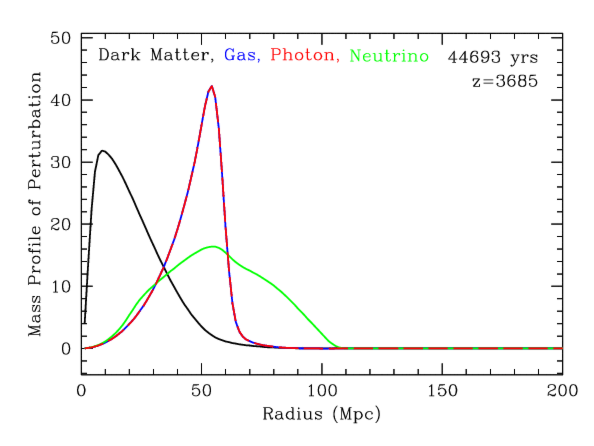 Dark Matter, Gas, Photon, Neutrino 44693 yrs
z=3685
Mass Profile of Perturbation
50
40
30
20
10
0
0 50 100 150 200
Radius (Mpc)